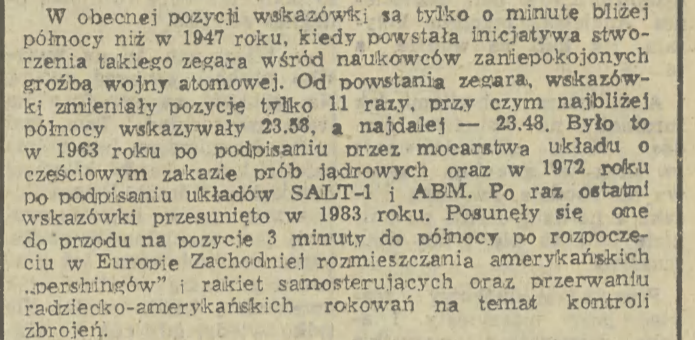 W obecnej pozycji wskazówki są tylko o minutę bliżej
północy niż w 1947 roku, kiedy powstała inicjatywa stwo-
rzenia takiego zegara wśród naukowców zaniepokojonych
groźbą wojny atomowej. Od powstania zegara, wskazów-
ki zmieniały pozycję tylko 11 razy, przy czym najbliżej
północy wskazywały 23.58, a najdalej — 23.48. Było to
w 1963 roku po podpisaniu przez mocarstwa układu o
częściowym zakazie prób jądrowych oraz w 1972 roku
po podpisaniu układów SALT-1 i ABM. Po raz ostatni
wskazówki przesunięto w 1983 roku. Posunęły się one
do przodu na pozycje 3 minuty do północy po rozpoczę-
ciu w Europie Zachodniej rozmieszczania amerykańskich
„pershingów” i rakiet samosterujących oraz przerwaniu
radziecko-amerykańskich rokowań na temat kontroli
zbrojeń.